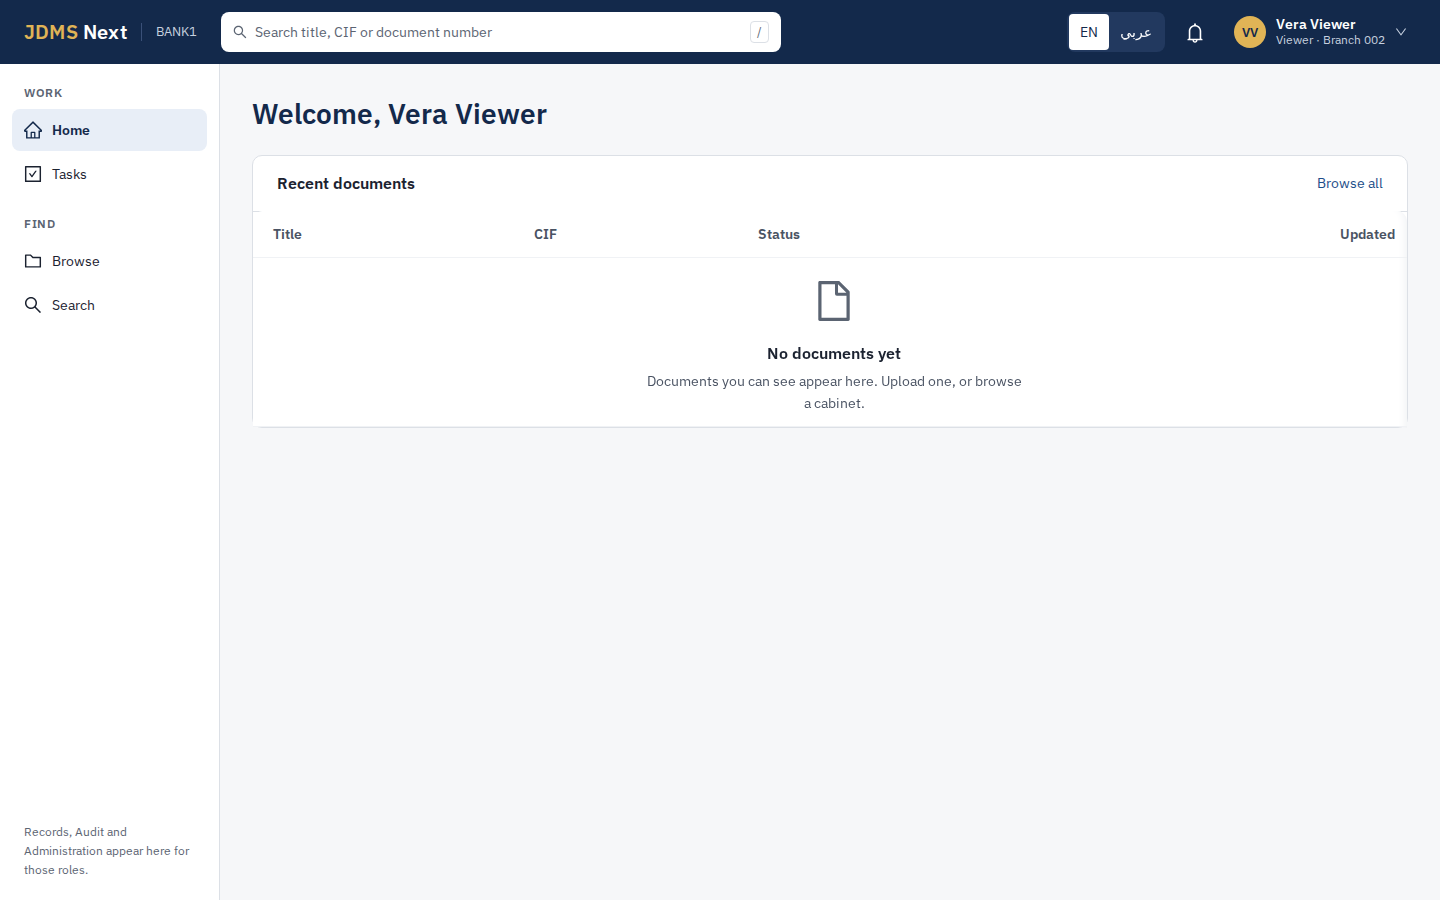 JDMS Next
BANK1
Search title, CIF or document number
/
EN
عربي
VV
Vera Viewer
Viewer · Branch 002
WORK
Home
Tasks
FIND
Browse
Search
Records, Audit and
Administration appear here for
those roles.
Welcome, Vera Viewer
Recent documents
Browse all
Title
CIF
Status
Updated
No documents yet
Documents you can see appear here. Upload one, or browse
a cabinet.